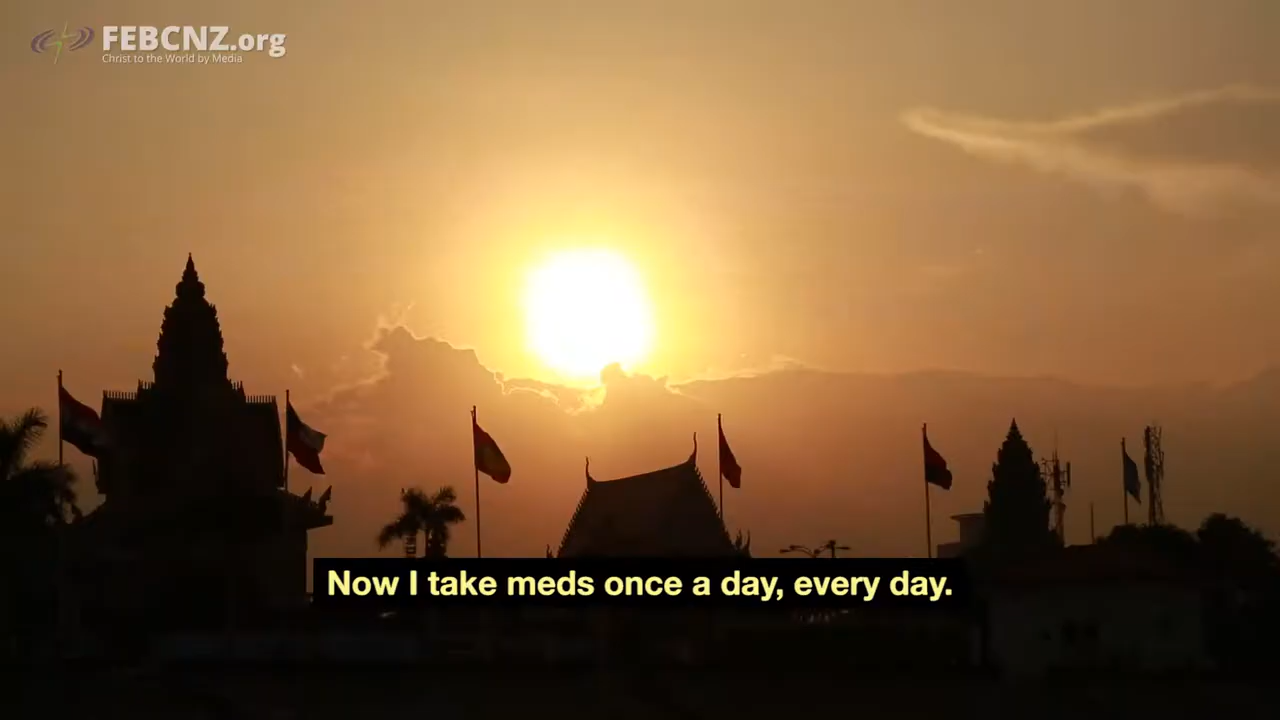 FEBCNZ.org
Christ to the World by Media
Now I take meds once a day, every day.